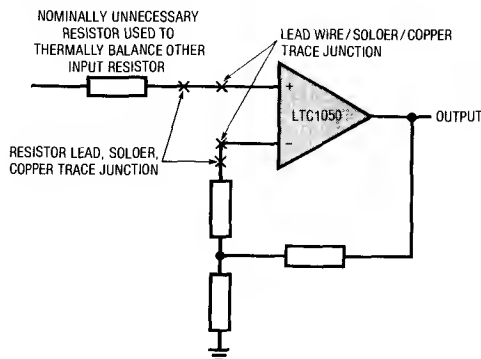 NOMINALLY UNNECESSARY
RESISTOR USED TO
THERMALLY BALANCE OTHER
INPUT RESISTOR
LEAD WIRE/SOLOER/COPPER
TRACE JUNCTION
+
LTC1050
OUTPUT
−
RESISTOR LEAD, SOLOER,
COPPER TRACE JUNCTION